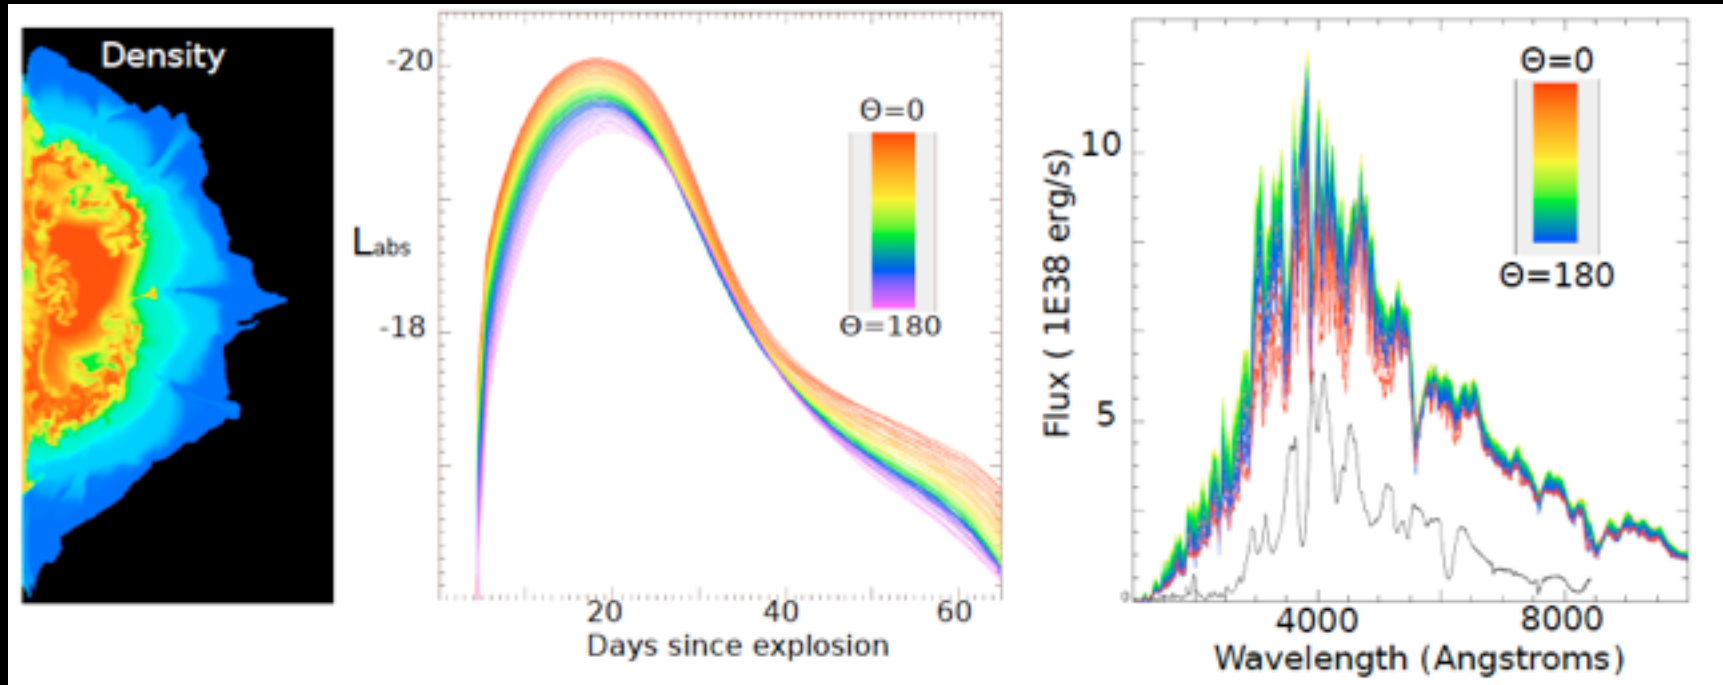 Density
-20
-18
Labs
Θ=0
Θ=180
20
40
60
Days since explosion
10
5
0
Flux ( 1E38 erg/s)
Θ=0
Θ=180
4000
8000
Wavelength (Angstroms)